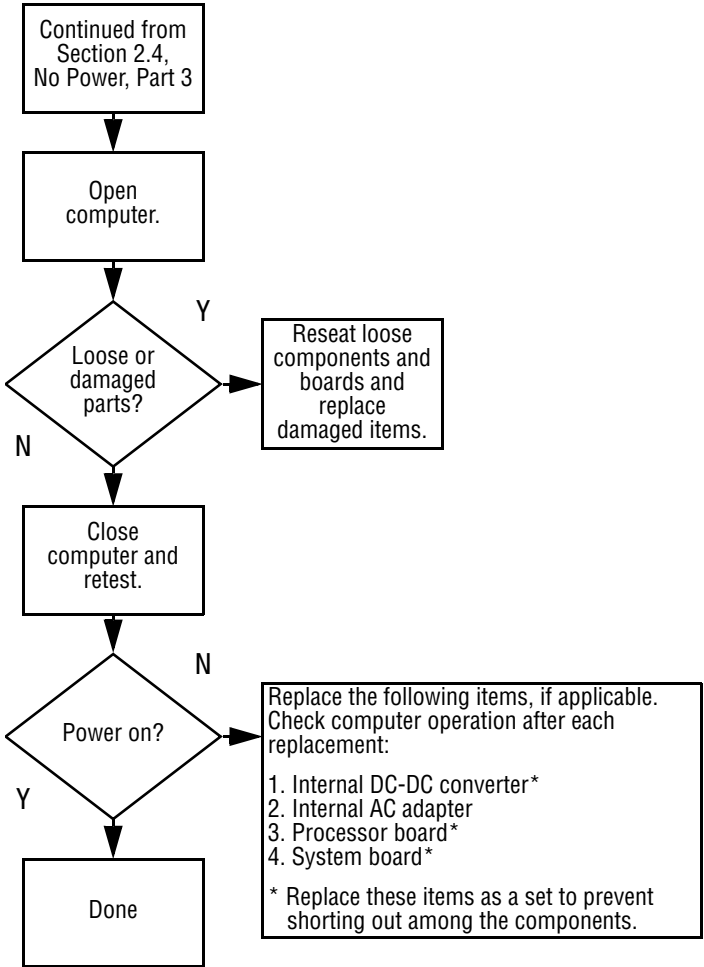 Continued from
Section 2.4,
No Power, Part 3
Open
computer.
Y
Loose or
damaged
parts?
Reseat loose
components and
boards and
replace
damaged items.
N
Close
computer and
retest.
N
Power on?
Replace the following items, if applicable.
Check computer operation after each
replacement:
1. Internal DC-DC converter*
2. Internal AC adapter
3. Processor board*
4. System board*
* Replace these items as a set to prevent
shorting out among the components.
Y
Done